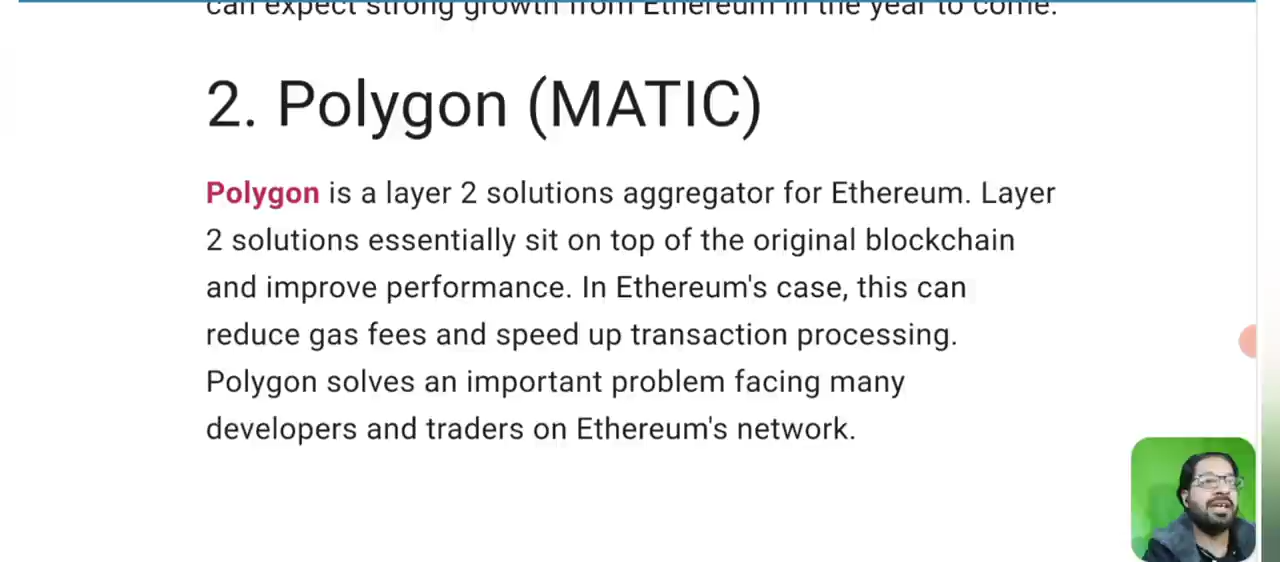 can expect strong growth from Ethereum in the year to come.
2. Polygon (MATIC)
Polygon is a layer 2 solutions aggregator for Ethereum. Layer
2 solutions essentially sit on top of the original blockchain
and improve performance. In Ethereum's case, this can
reduce gas fees and speed up transaction processing.
Polygon solves an important problem facing many
developers and traders on Ethereum's network.